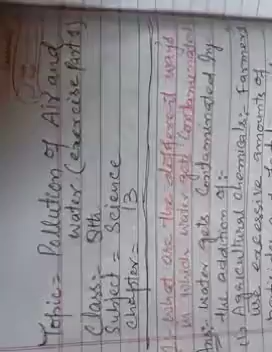 Topic = Pollution of Air and
water (exercise Part 1)
Class = 8th
Subject = Science
Chapter = 13
what are the different ways
in which water get contaminated
Ans: Water gets contaminated by
the addition of :-
(i) Agricultural chemicals :- Farmers
use excessive amounts of